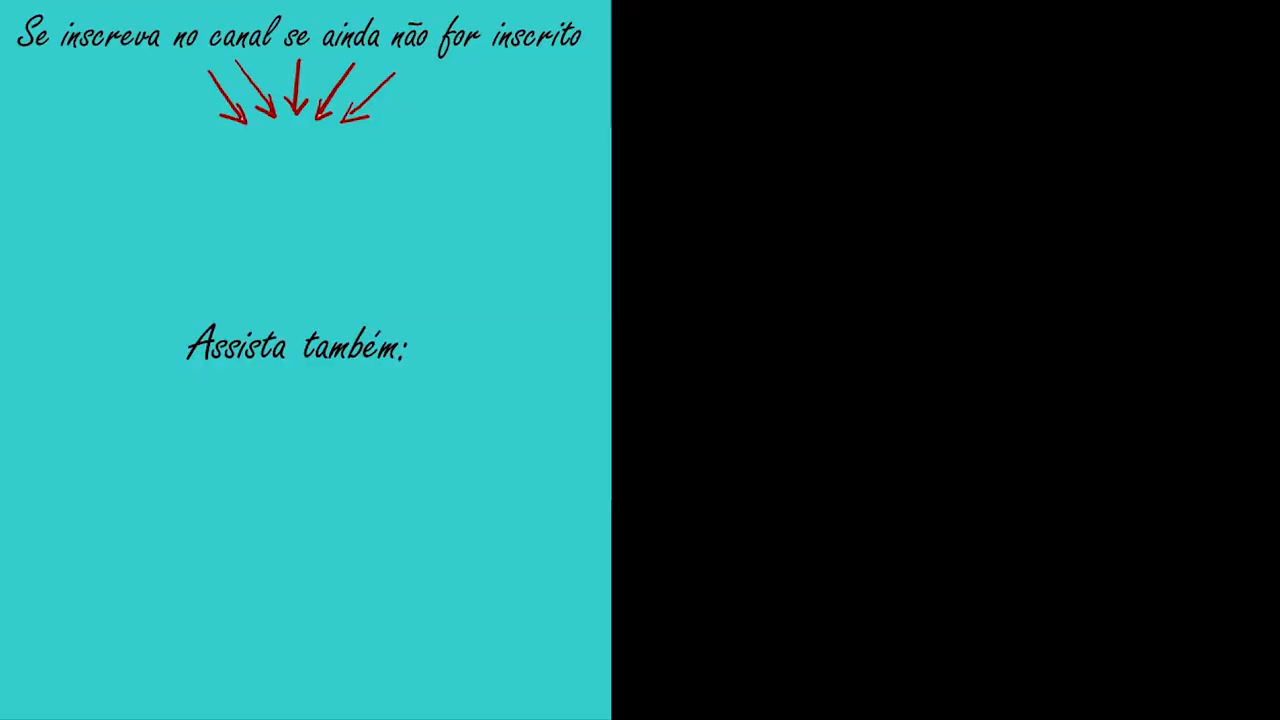 Se inscreva no canal se ainda não for inscrito
Assista também: